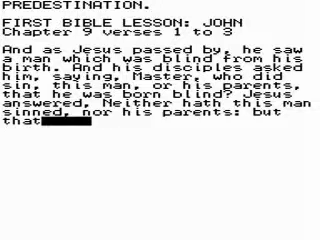 PREDESTINATION.
FIRST BIBLE LESSON: JOHN
Chapter 9 verses 1 to 3
And as Jesus passed by, he saw
a man which was blind from his
birth. And his disciples asked
him, saying, Master, who did
sin, this man, or his parents,
that he was born blind? Jesus
answered, Neither hath this man
sinned, nor his parents: but
that